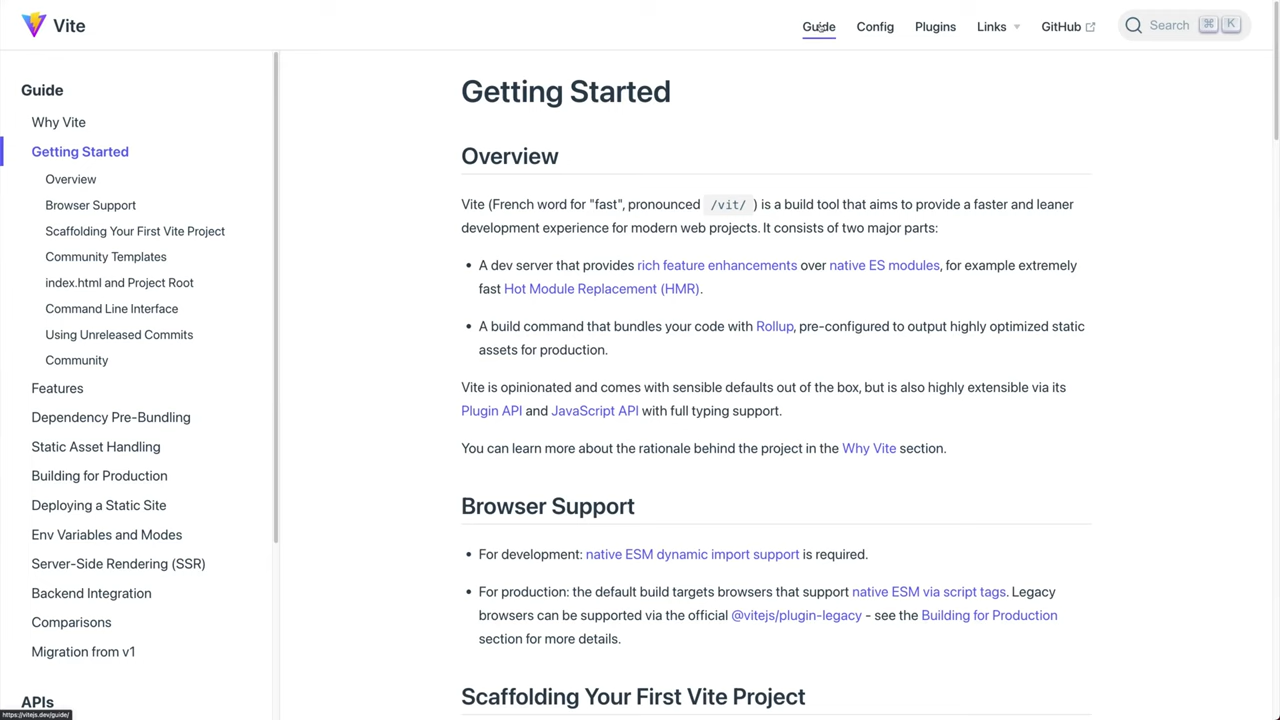 Vite
Guide Config Plugins Links GitHub Search ⌘ K
Guide
Why Vite
Getting Started
Overview
Browser Support
Scaffolding Your First Vite Project
Community Templates
index.html and Project Root
Command Line Interface
Using Unreleased Commits
Community
Features
Dependency Pre-Bundling
Static Asset Handling
Building for Production
Deploying a Static Site
Env Variables and Modes
Server-Side Rendering (SSR)
Backend Integration
Comparisons
Migration from v1
APIs
https://vitejs.dev/guide/
Getting Started
Overview
Vite (French word for "fast", pronounced /vit/ ) is a build tool that aims to provide a faster and leaner
development experience for modern web projects. It consists of two major parts:
• A dev server that provides rich feature enhancements over native ES modules, for example extremely
fast Hot Module Replacement (HMR).
• A build command that bundles your code with Rollup, pre-configured to output highly optimized static
assets for production.
Vite is opinionated and comes with sensible defaults out of the box, but is also highly extensible via its
Plugin API and JavaScript API with full typing support.
You can learn more about the rationale behind the project in the Why Vite section.
Browser Support
• For development: native ESM dynamic import support is required.
• For production: the default build targets browsers that support native ESM via script tags. Legacy
browsers can be supported via the official @vitejs/plugin-legacy - see the Building for Production
section for more details.
Scaffolding Your First Vite Project